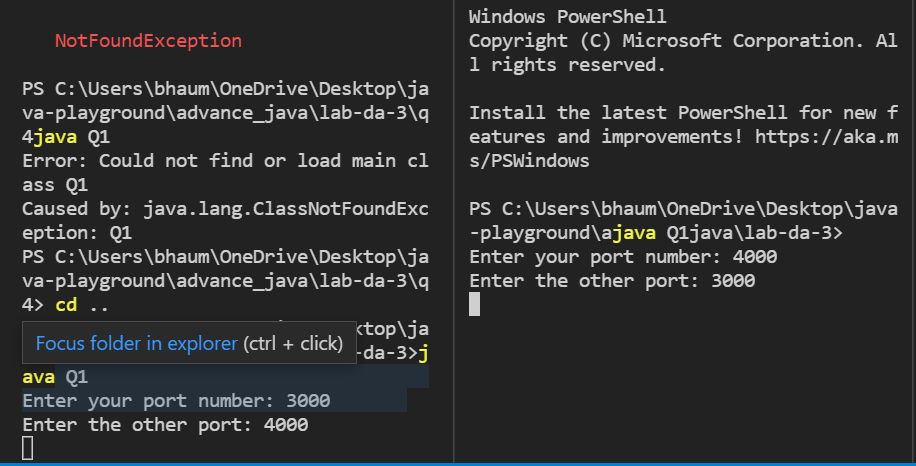 NotFoundException
PS C:\Users\bhaum\OneDrive\Desktop\ja
va-playground\advance_java\lab-da-3\q
4java Q1
Error: Could not find or load main cl
ass Q1
Caused by: java.lang.ClassNotFoundExc
eption: Q1
PS C:\Users\bhaum\OneDrive\Desktop\ja
va-playground\advance_java\lab-da-3\q
4> cd ..
ktop\ja
Focus folder in explorer (ctrl + click)
-da-3>j
ava Q1
Enter your port number: 3000
Enter the other port: 4000
Windows PowerShell
Copyright (C) Microsoft Corporation. Al
l rights reserved.
Install the latest PowerShell for new f
eatures and improvements! https://aka.m
s/PSWindows
PS C:\Users\bhaum\OneDrive\Desktop\java
-playground\ajava Q1java\lab-da-3>
Enter your port number: 4000
Enter the other port: 3000